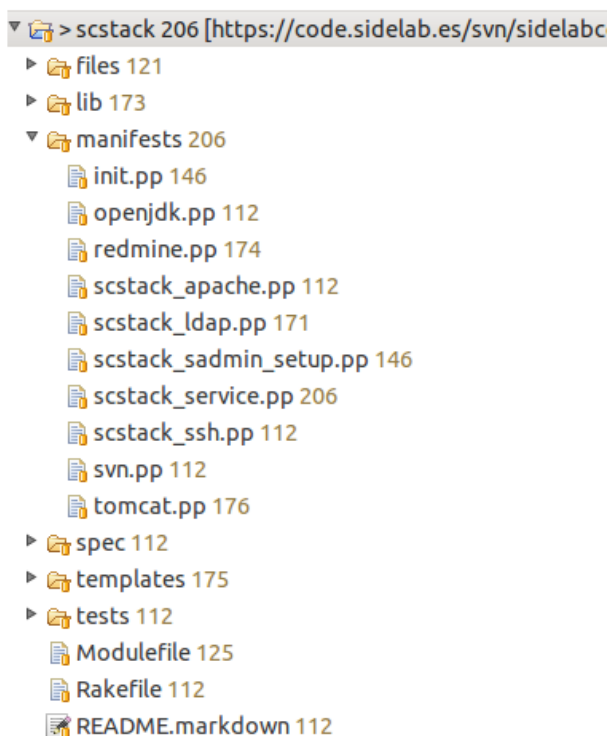 > scstack 206 [https://code.sidelab.es/svn/sidelabc
files 121
lib 173
manifests 206
init.pp 146
openjdk.pp 112
redmine.pp 174
scstack_apache.pp 112
scstack_ldap.pp 171
scstack_sadmin_setup.pp 146
scstack_service.pp 206
scstack_ssh.pp 112
svn.pp 112
tomcat.pp 176
spec 112
templates 175
tests 112
Modulefile 125
Rakefile 112
README.markdown 112